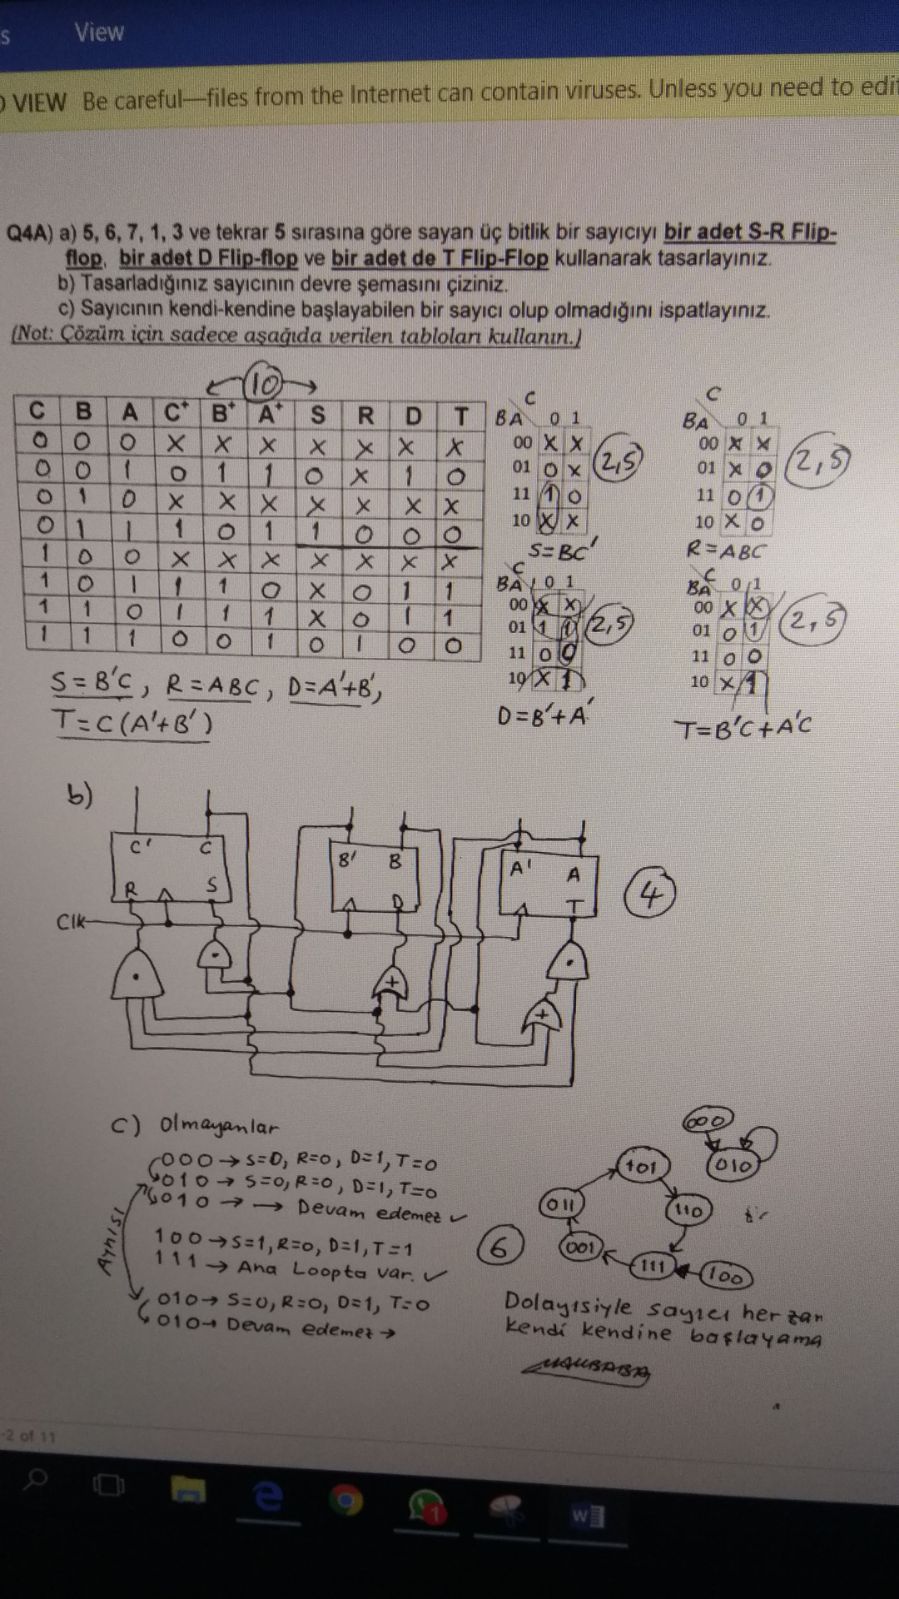 View
VIEW Be careful—files from the Internet can contain viruses. Unless you need to edit
Q4A) a) 5, 6, 7, 1, 3 ve tekrar 5 sırasına göre sayan üç bitlik bir sayıcıyı bir adet S-R Flip-
flop, bir adet D Flip-flop ve bir adet de T Flip-Flop kullanarak tasarlayınız.
b) Tasarladığınız sayıcının devre şemasını çiziniz.
c) Sayıcının kendi-kendine başlayabilen bir sayıcı olup olmadığını ispatlayınız.
(Not: Çözüm için sadece aşağıda verilen tabloları kullanın.)
10
C B A C⁺ B⁺ A⁺ S R D T
0 0 0 X X X X X X X
0 0 1 0 1 1 0 X 1 0
0 1 0 X X X X X X X
0 1 1 1 0 1 1 0 0 0
1 0 0 X X X X X X X
1 0 1 1 1 0 X 0 1 1
1 1 0 1 1 1 X 0 1 1
1 1 1 0 0 1 0 1 0 0
C
BA 0 1
00 X X
01 0 X
11 1 0
10 X X
2,5
S=BC'
C
BA 0 1
00 X X
01 X 0
11 0 1
10 X 0
2,5
R=ABC
C
BA 0 1
00 X X
01 1 1
11 0 0
10 X 1
2,5
D=B'+A'
C
BA 0 1
00 X X
01 0 1
11 0 0
10 X 1
2,5
T=B'C+A'C
S=B'C, R=ABC, D=A'+B',
T=C(A'+B')
b)
C' C
R S
B' B
D
A' A
T
Clk
4
c) Olmayanlar
000→S=0, R=0, D=1, T=0
010→S=0, R=0, D=1, T=0
010→ → Devam edemez ✓
100→S=1, R=0, D=1, T=1
111→ Ana Loopta var. ✓
010→S=0, R=0, D=1, T=0
010→ Devam edemez →
AYNISI
6
000
010
101
011
110
001
111
100
Dolayısiyle sayıcı her zan
kendi kendine başlayama
-2 of 11
1
W